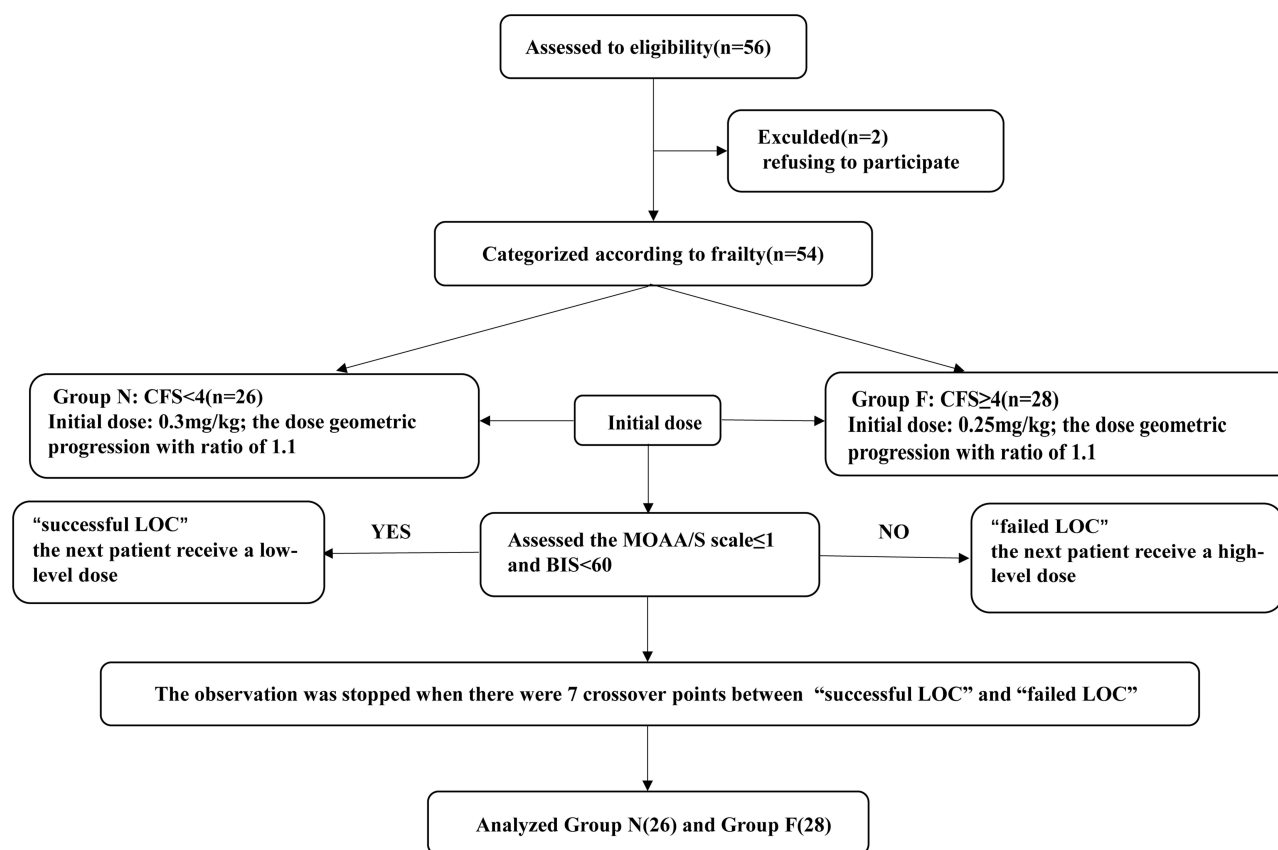 Assessed to eligibility(n=56)
Exculded(n=2)
refusing to participate
Categorized according to frailty(n=54)
Group N: CFS<4(n=26)
Initial dose: 0.3mg/kg; the dose geometric
progression with ratio of 1.1
Initial dose
Group F: CFS≥4(n=28)
Initial dose: 0.25mg/kg; the dose geometric
progression with ratio of 1.1
“successful LOC”
the next patient receive a low-
level dose
YES
Assessed the MOAA/S scale≤1
and BIS<60
NO
“failed LOC”
the next patient receive a high-
level dose
The observation was stopped when there were 7 crossover points between “successful LOC” and “failed LOC”
Analyzed Group N(26) and Group F(28)